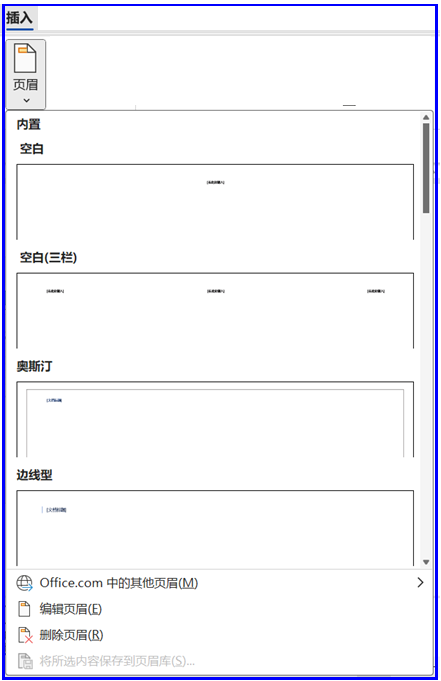 插入
页眉
内置
空白
空白(三栏)
奥斯汀
边线型
Office.com 中的其他页眉(M)
编辑页眉(E)
删除页眉(R)
将所选内容保存到页眉库(S)...